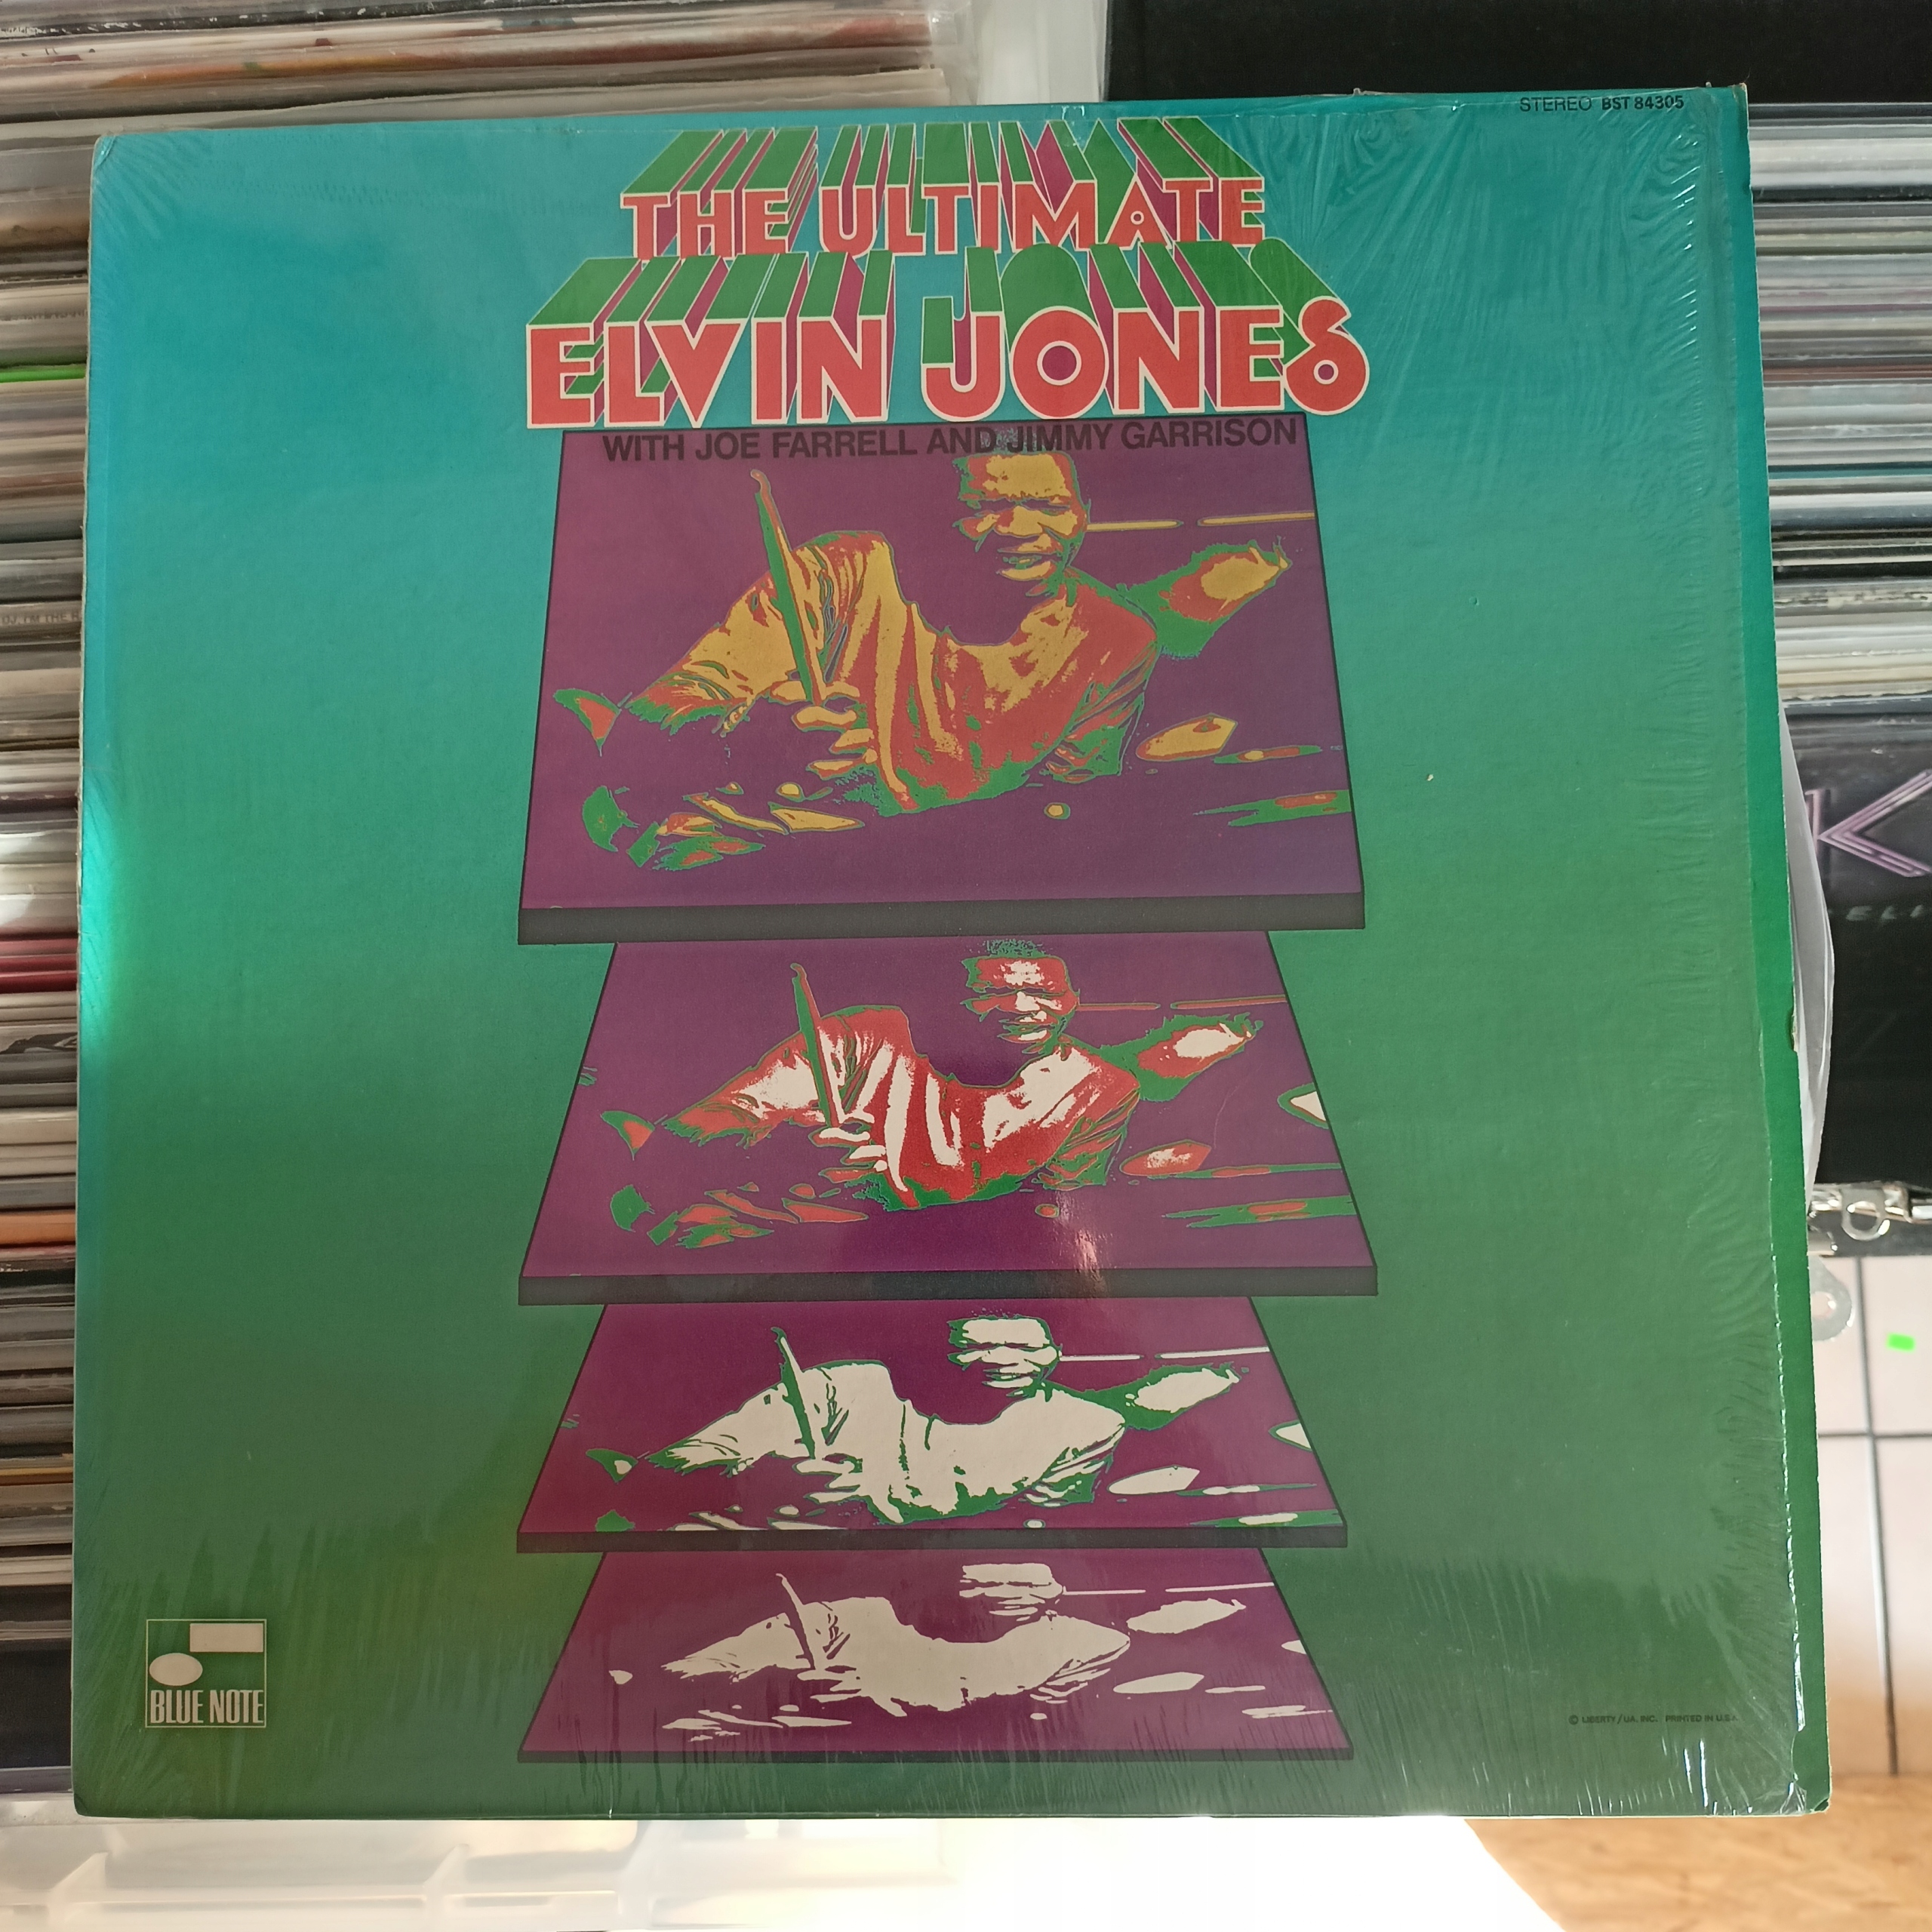 STEREO BST 84305
THE ULTIMATE
ELVIN JONES
WITH JOE FARRELL AND JIMMY GARRISON
K
BLUE NOTE
© LIBERTY/UA, INC. PRINTED IN U.S.A.